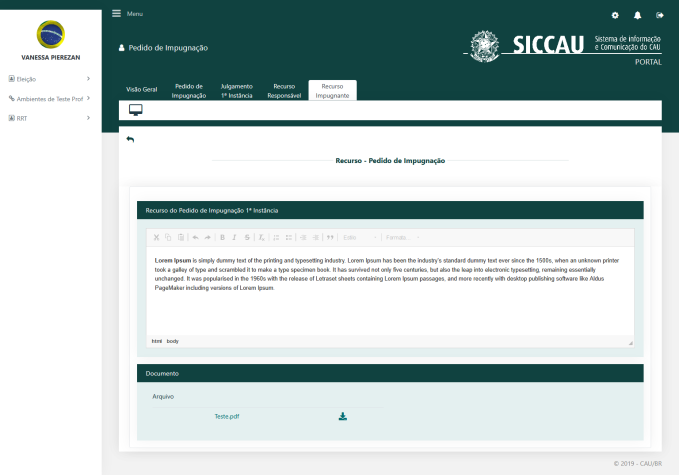 Menu
VANESSA PIEREZAN
Eleição
Ambientes de Teste Prof
RRT
Pedido de Impugnação
SICCAU
Sistema de Informação
e Comunicação do CAU
PORTAL
Visão Geral
Pedido de
Impugnação
Julgamento
1ª Instância
Recurso
Responsável
Recurso
Impugnante
Recurso - Pedido de Impugnação
Recurso do Pedido de Impugnação 1ª Instância
B I S Ix
Estilo
Formata...
Lorem Ipsum is simply dummy text of the printing and typesetting industry. Lorem Ipsum has been the industry's standard dummy text ever since the 1500s, when an unknown printer
took a galley of type and scrambled it to make a type specimen book. It has survived not only five centuries, but also the leap into electronic typesetting, remaining essentially
unchanged. It was popularised in the 1960s with the release of Letraset sheets containing Lorem Ipsum passages, and more recently with desktop publishing software like Aldus
PageMaker including versions of Lorem Ipsum.
html body
Documento
Arquivo
Teste.pdf
© 2019 - CAU/BR